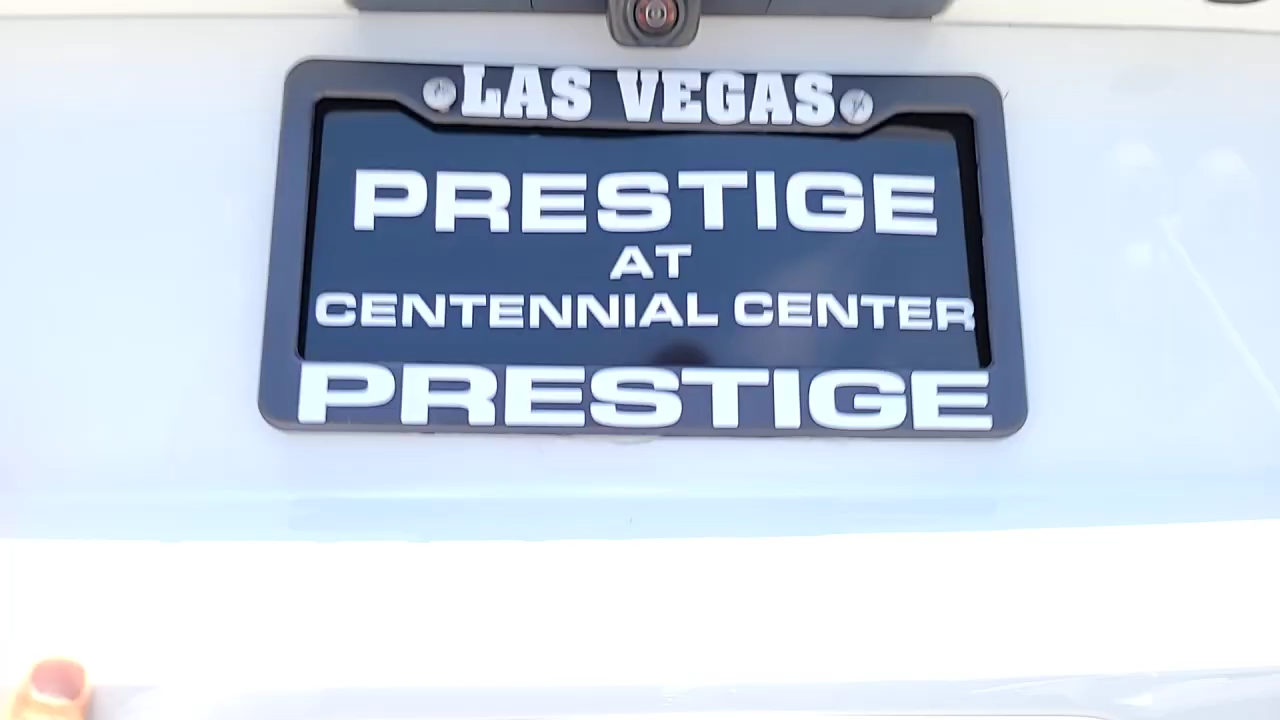 LAS VEGAS
PRESTIGE
AT
CENTENNIAL CENTER
PRESTIGE